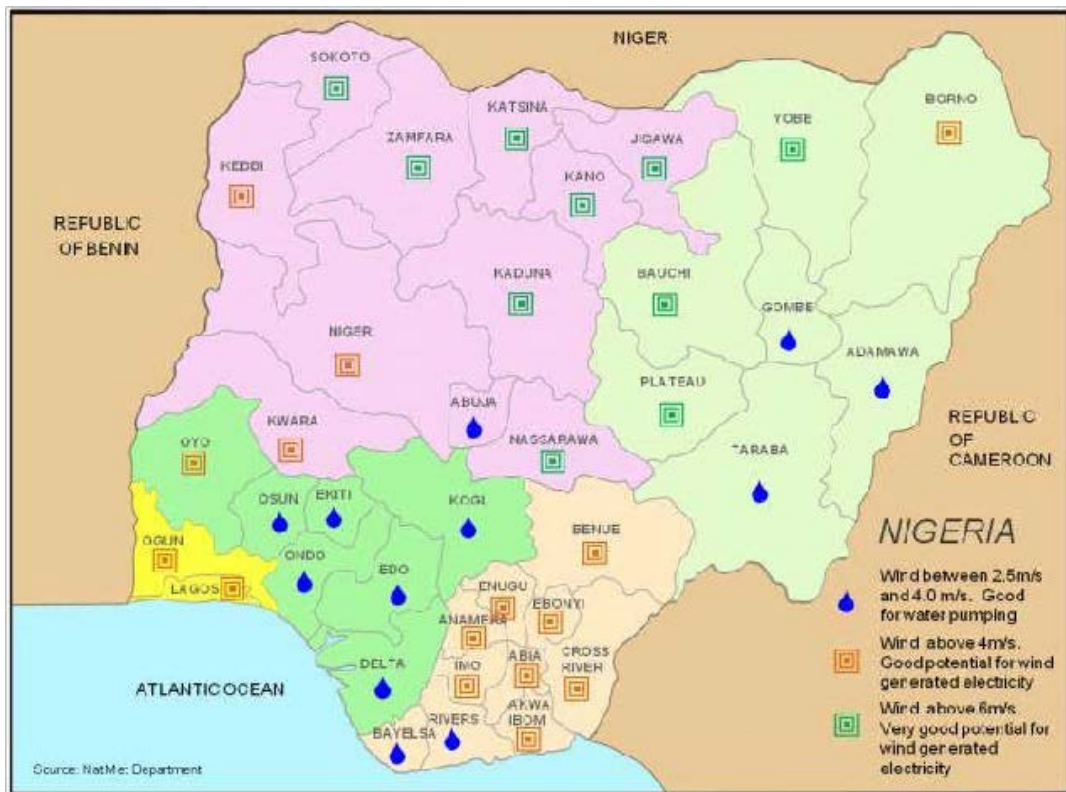 NIGER
SOKOTO
KATSINA
BORNO
YOBE
ZAMFARA
JIGAWA
KEDDI
KANO
REPUBLIC
OF BENIN
KADUNA
BAUCHI
GOMBE
NIGER
ADAMAWA
PLATEAU
ABUJA
REPUBLIC
OF
CAMEROON
KWARA
NASSARAWA
OYO
TARABA
OSUN
EKITI
KOGI
BENUE
NIGERIA
OGUN
ONDO
EDO
LAGOS
ENUGU
EBONYI
Wind between 2.5m/s
and 4.0 m/s. Good
for water pumping
ANAMBRA
CROSS
RIVER
IMO
ABIA
DELTA
Wind above 4m/s.
Good potential for wind
generated electricity
ATLANTIC OCEAN
AKWA
IBOM
RIVERS
BAYELSA
Wind above 6m/s.
Very good potential for
wind generated
electricity
Source: NatMet Department